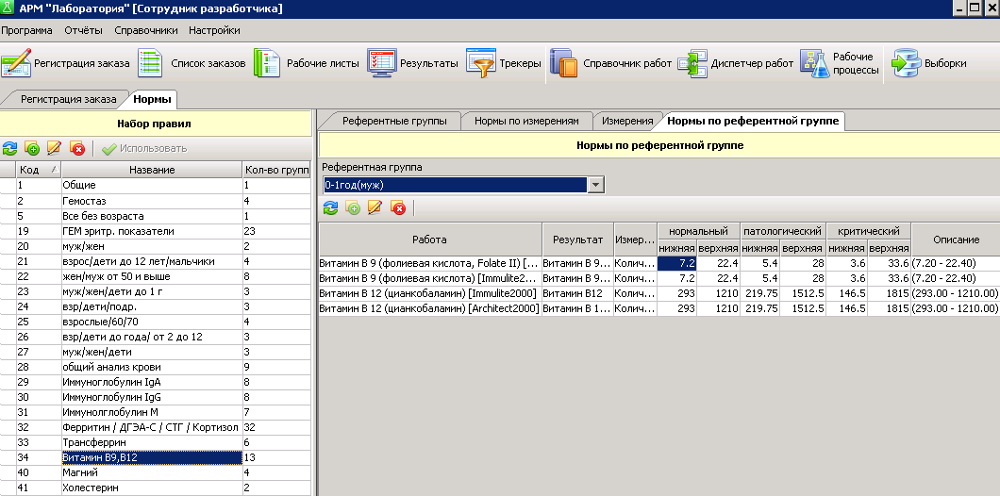 АРМ "Лаборатория" [Сотрудник разработчика]
Программа Отчёты Справочники Настройки
Регистрация заказа Список заказов Рабочие листы Результаты Трекеры Справочник работ Диспетчер работ Рабочие процессы Выборки
Регистрация заказа Нормы
Набор правил
Использовать
Код Название Кол-во групп
1 Общие 1
2 Гемостаз 4
5 Все без возраста 1
19 ГЕМ эритр. показатели 23
20 муж/жен 2
21 взрос/дети до 12 лет/мальчики 4
22 жен/муж от 50 и выше 8
23 муж/жен/дети до 1 г 3
24 взр/дети/подр. 3
25 взрослые/60/70 4
26 взр/дети до года/ от 2 до 12 3
27 муж/жен/дети 3
28 общий анализ крови 9
29 Иммуноглобулин IgA 8
30 Иммуноглобулин IgG 8
31 Иммунолглобулин М 7
32 Ферритин / ДГЭА-С / СТГ / Кортизол 32
33 Трансферрин 6
34 Витамин В9,В12 13
40 Магний 4
41 Холестерин 2
Референтные группы Нормы по измерениям Измерения Нормы по референтной группе
Нормы по референтной группе
Референтная группа
0-1год(муж)
Работа Результат Измер... нормальный патологический критический Описание
нижняя верхняя нижняя верхняя нижняя верхняя
Витамин В 9 (фолиевая кислота, Folate II) [... Витамин В 9... Колич... 7.2 22.4 5.4 28 3.6 33.6 (7.20 - 22.40)
Витамин В 9 (фолиевая кислота) [Immulite2... Витамин В 9... Колич... 7.2 22.4 5.4 28 3.6 33.6 (7.20 - 22.40)
Витамин В 12 (цианкобаламин) [Immulite2000] Витамин В12 Колич... 293 1210 219.75 1512.5 146.5 1815 (293.00 - 1210.00)
Витамин В 12 (цианкобаламин) [Architect2000] Витамин В 1... Колич... 293 1210 219.75 1512.5 146.5 1815 (293.00 - 1210.00)